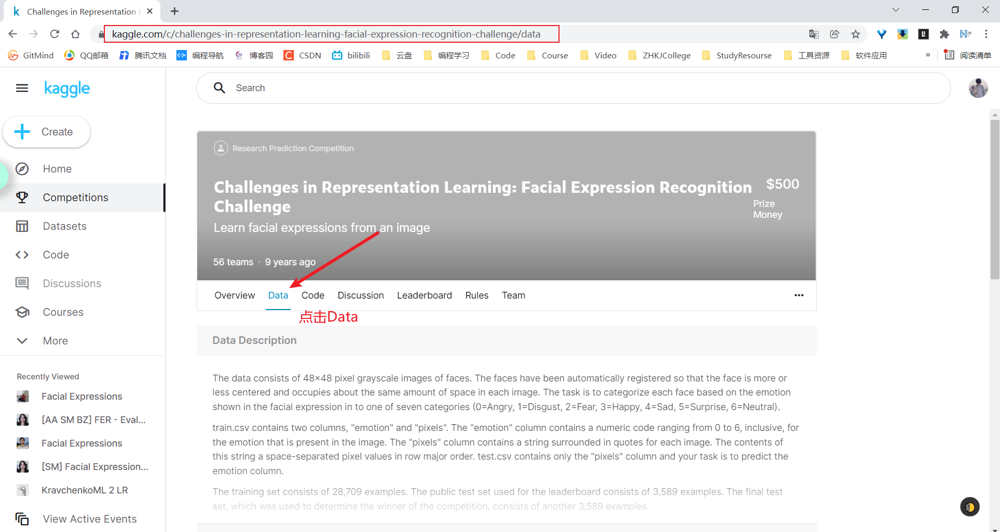 Challenges in Representation
kaggle.com/c/challenges-in-representation-learning-facial-expression-recognition-challenge/data
GitMind QQ邮箱 腾讯文档 编程导航 博客园 CSDN bilibili 云盘 编程学习 Code Course Video ZHKJCollege StudyResourse 工具资源 软件应用 » 阅读清单
kaggle
Search
Create
Home
Competitions
Datasets
Code
Discussions
Courses
More
Recently Viewed
Facial Expressions
[AA SM BZ] FER - Eval...
Facial Expressions
[SM] Facial Expression...
KravchenkoML 2 LR
View Active Events
Research Prediction Competition
Challenges in Representation Learning: Facial Expression Recognition
Challenge
$500
Prize
Money
Learn facial expressions from an image
56 teams · 9 years ago
Overview Data Code Discussion Leaderboard Rules Team
点击Data
Data Description
The data consists of 48×48 pixel grayscale images of faces. The faces have been automatically registered so that the face is more or
less centered and occupies about the same amount of space in each image. The task is to categorize each face based on the emotion
shown in the facial expression in to one of seven categories (0=Angry, 1=Disgust, 2=Fear, 3=Happy, 4=Sad, 5=Surprise, 6=Neutral).
train.csv contains two columns, "emotion" and "pixels". The "emotion" column contains a numeric code ranging from 0 to 6, inclusive, for
the emotion that is present in the image. The "pixels" column contains a string surrounded in quotes for each image. The contents of
this string a space-separated pixel values in row major order. test.csv contains only the "pixels" column and your task is to predict the
emotion column.
The training set consists of 28,709 examples. The public test set used for the leaderboard consists of 3,589 examples. The final test
set, which was used to determine the winner of the competition, consists of another 3,589 examples.